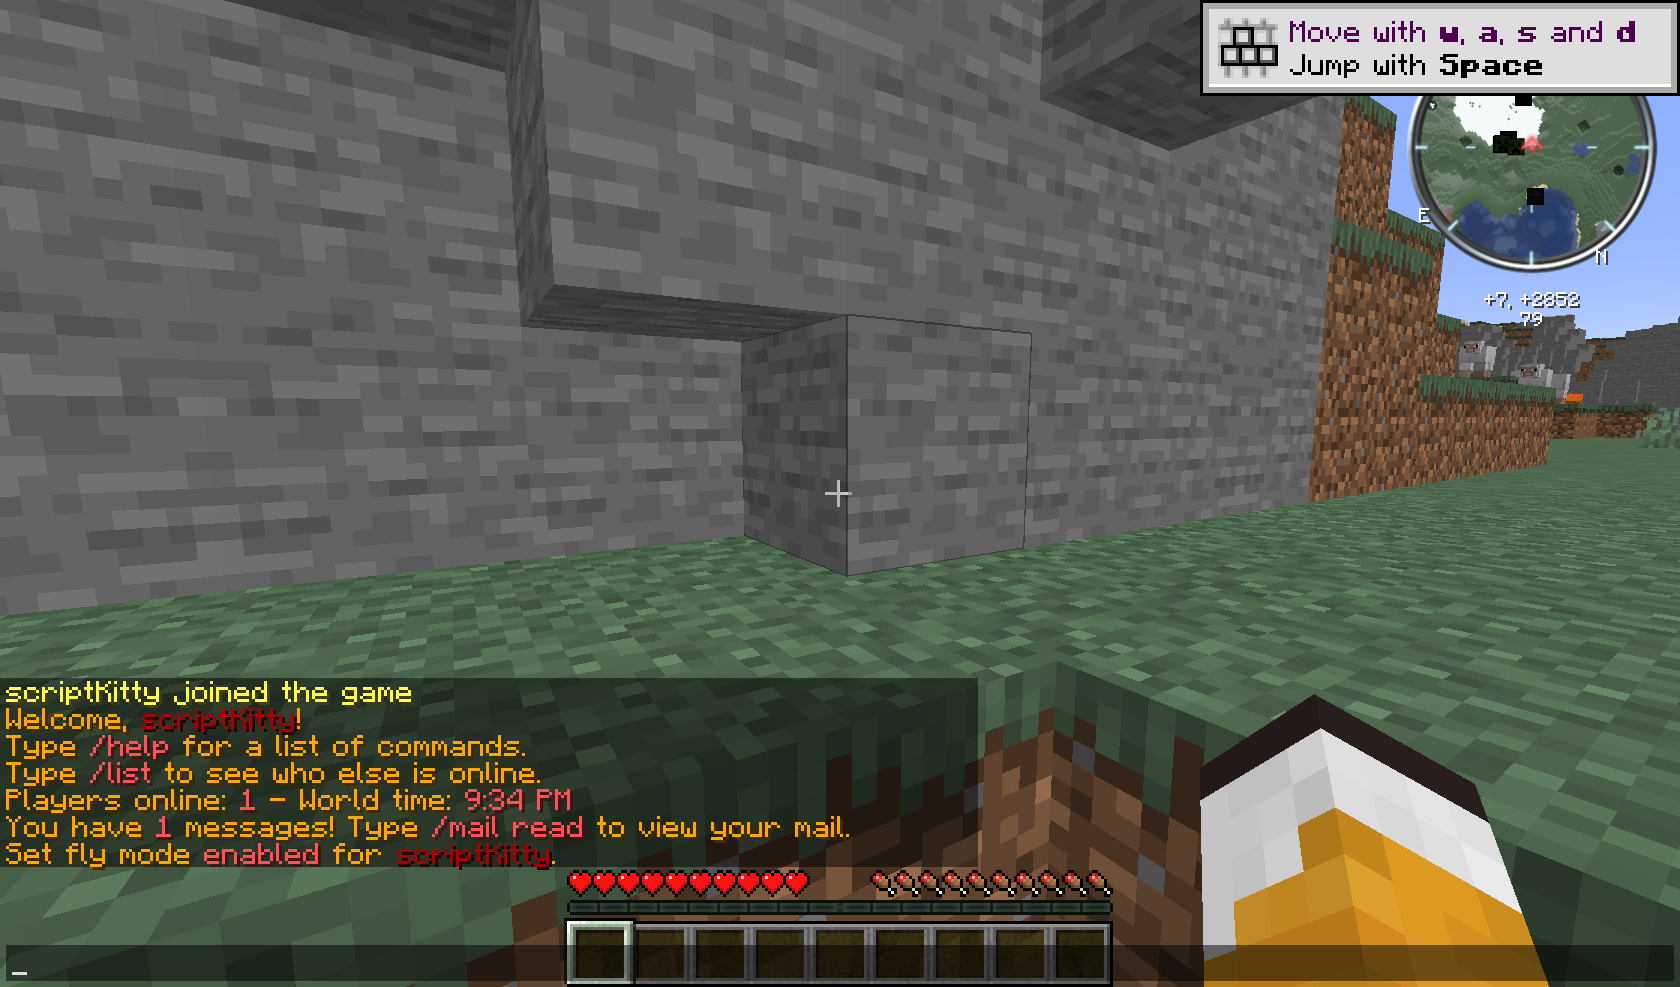 Move with w, a, s and d
Jump with Space
E
N
+7, +2852
79
scriptKitty joined the game
Welcome, scriptKitty!
Type /help for a list of commands.
Type /list to see who else is online.
Players online: 1 - World time: 9:34 PM
You have 1 messages! Type /mail read to view your mail.
Set fly mode enabled for scriptKitty.
_